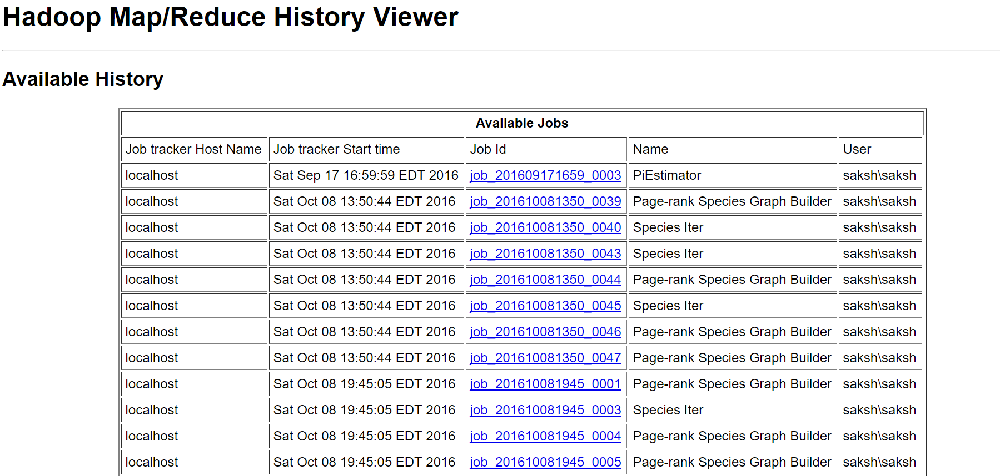 Hadoop Map/Reduce History Viewer
Available History
Available Jobs
Job tracker Host Name Job tracker Start time Job Id Name User
localhost Sat Sep 17 16:59:59 EDT 2016 job_201609171659_0003 PiEstimator saksh\saksh
localhost Sat Oct 08 13:50:44 EDT 2016 job_201610081350_0039 Page-rank Species Graph Builder saksh\saksh
localhost Sat Oct 08 13:50:44 EDT 2016 job_201610081350_0040 Species Iter saksh\saksh
localhost Sat Oct 08 13:50:44 EDT 2016 job_201610081350_0043 Species Iter saksh\saksh
localhost Sat Oct 08 13:50:44 EDT 2016 job_201610081350_0044 Page-rank Species Graph Builder saksh\saksh
localhost Sat Oct 08 13:50:44 EDT 2016 job_201610081350_0045 Species Iter saksh\saksh
localhost Sat Oct 08 13:50:44 EDT 2016 job_201610081350_0046 Page-rank Species Graph Builder saksh\saksh
localhost Sat Oct 08 13:50:44 EDT 2016 job_201610081350_0047 Page-rank Species Graph Builder saksh\saksh
localhost Sat Oct 08 19:45:05 EDT 2016 job_201610081945_0001 Page-rank Species Graph Builder saksh\saksh
localhost Sat Oct 08 19:45:05 EDT 2016 job_201610081945_0003 Species Iter saksh\saksh
localhost Sat Oct 08 19:45:05 EDT 2016 job_201610081945_0004 Page-rank Species Graph Builder saksh\saksh
localhost Sat Oct 08 19:45:05 EDT 2016 job_201610081945_0005 Page-rank Species Graph Builder saksh\saksh